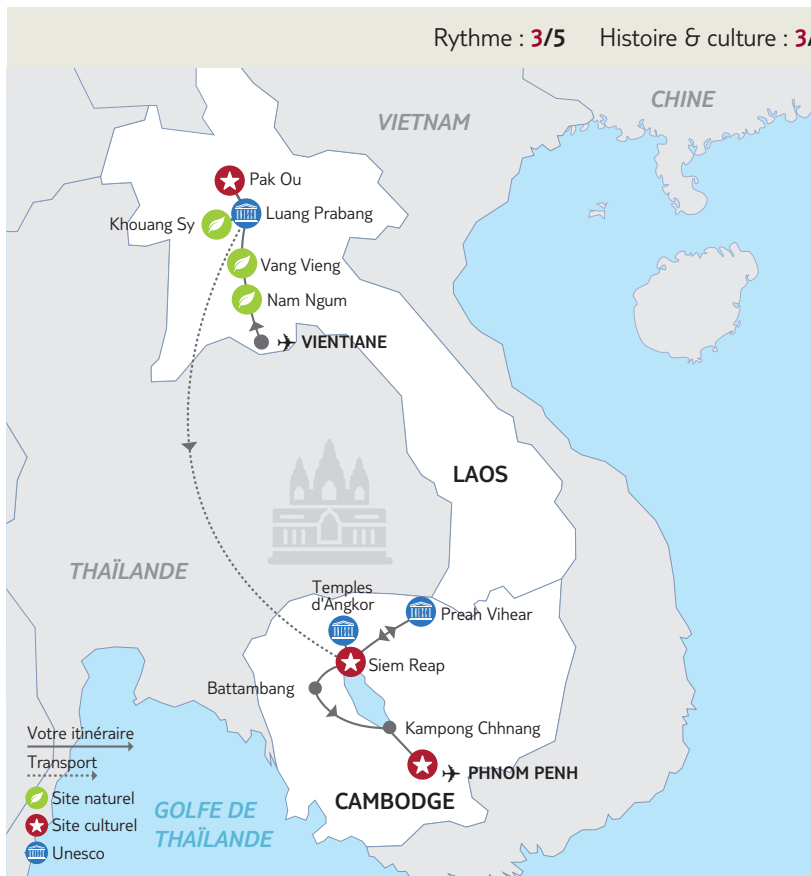 Rythme : 3/5 Histoire & culture : 3/
CHINE
VIETNAM
Pak Ou
Luang Prabang
Khouang Sy
Vang Vieng
Nam Ngum
VIENTIANE
LAOS
THAÏLANDE
Temples
d'Angkor
Preah Vihear
Siem Reap
Battambang
Kampong Chhnang
Votre itinéraire
Transport
PHNOM PENH
Site naturel
CAMBODGE
GOLFE DE
THAÏLANDE
Site culturel
Unesco